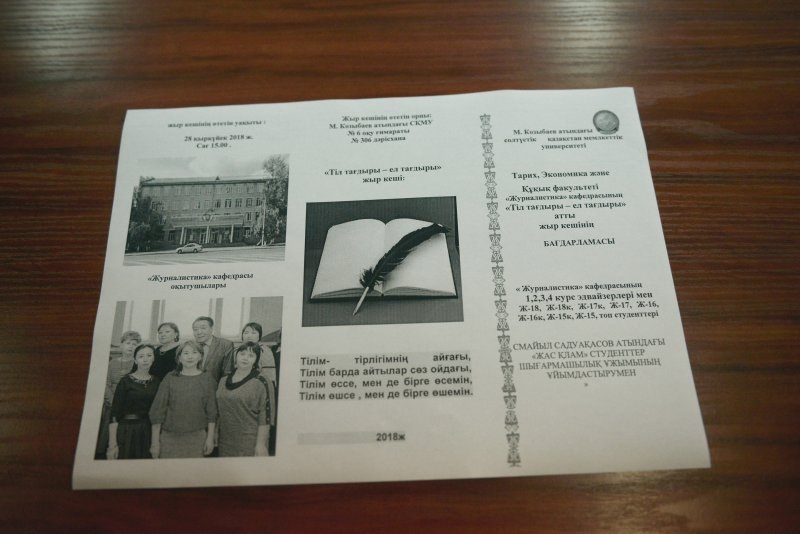 жыр кешінің өтетін уақыты :
28 қыркүйек 2018 ж.
Сағ 15.00 .
«Журналистика» кафедрасы
оқытушылары
Жыр кешінің өтетін орны:
М. Козыбаев атындағы СҚМУ
№ 6 оқу ғимараты
№ 306 дәрісхана
«Тіл тағдыры – ел тағдыры»
жыр кеші:
Тілім- тірлігімнің айғағы,
Тілім барда айтылар сөз ойдағы,
Тілім өссе, мен де бірге өсемін,
Тілім өшсе , мен де бірге өшемін.
2018ж
М. Козыбаев атындағы
солтүстік қазақстан мемлкеттік
университеті
Тарих, Экономика және
Құқық факультеті
«Журналистика» кафедрасының
«Тіл тағдыры – ел тағдыры»
атты
жыр кешінің
БАҒДАРЛАМАСЫ
« Журналистика» кафедрасының
1,2,3,4 курс эдвайзерлері мен
Ж-18, Ж-18к, Ж-17к, Ж-17, Ж-16,
Ж-16к, Ж-15к, Ж-15, топ студенттері
СМАЙЫЛ САДУАҚАСОВ АТЫНДАҒЫ
«ЖАС ҚЛАМ» СТУДЕНТТЕР
ШЫҒАРМАШЫЛЫҚ ҰЖЫМЫНЫҢ
ҰЙЫМДАСТЫРУМЕН